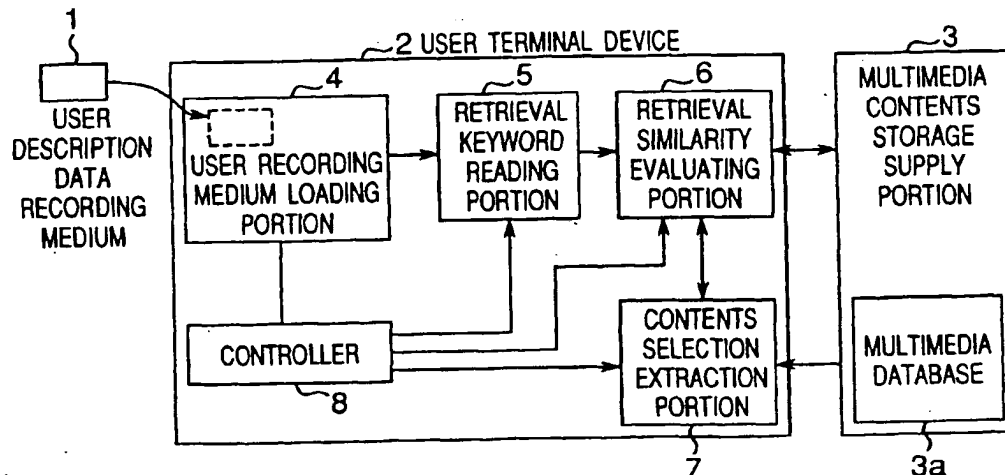 1
USER
DESCRIPTION
DATA
RECORDING
MEDIUM
2 USER TERMINAL DEVICE
4
USER RECORDING
MEDIUM LOADING
PORTION
5
RETRIEVAL
KEYWORD
READING
PORTION
6
RETRIEVAL
SIMILARITY
EVALUATING
PORTION
CONTROLLER
8
CONTENTS
SELECTION
EXTRACTION
PORTION
7
3
MULTIMEDIA
CONTENTS
STORAGE
SUPPLY
PORTION
MULTIMEDIA
DATABASE
3a